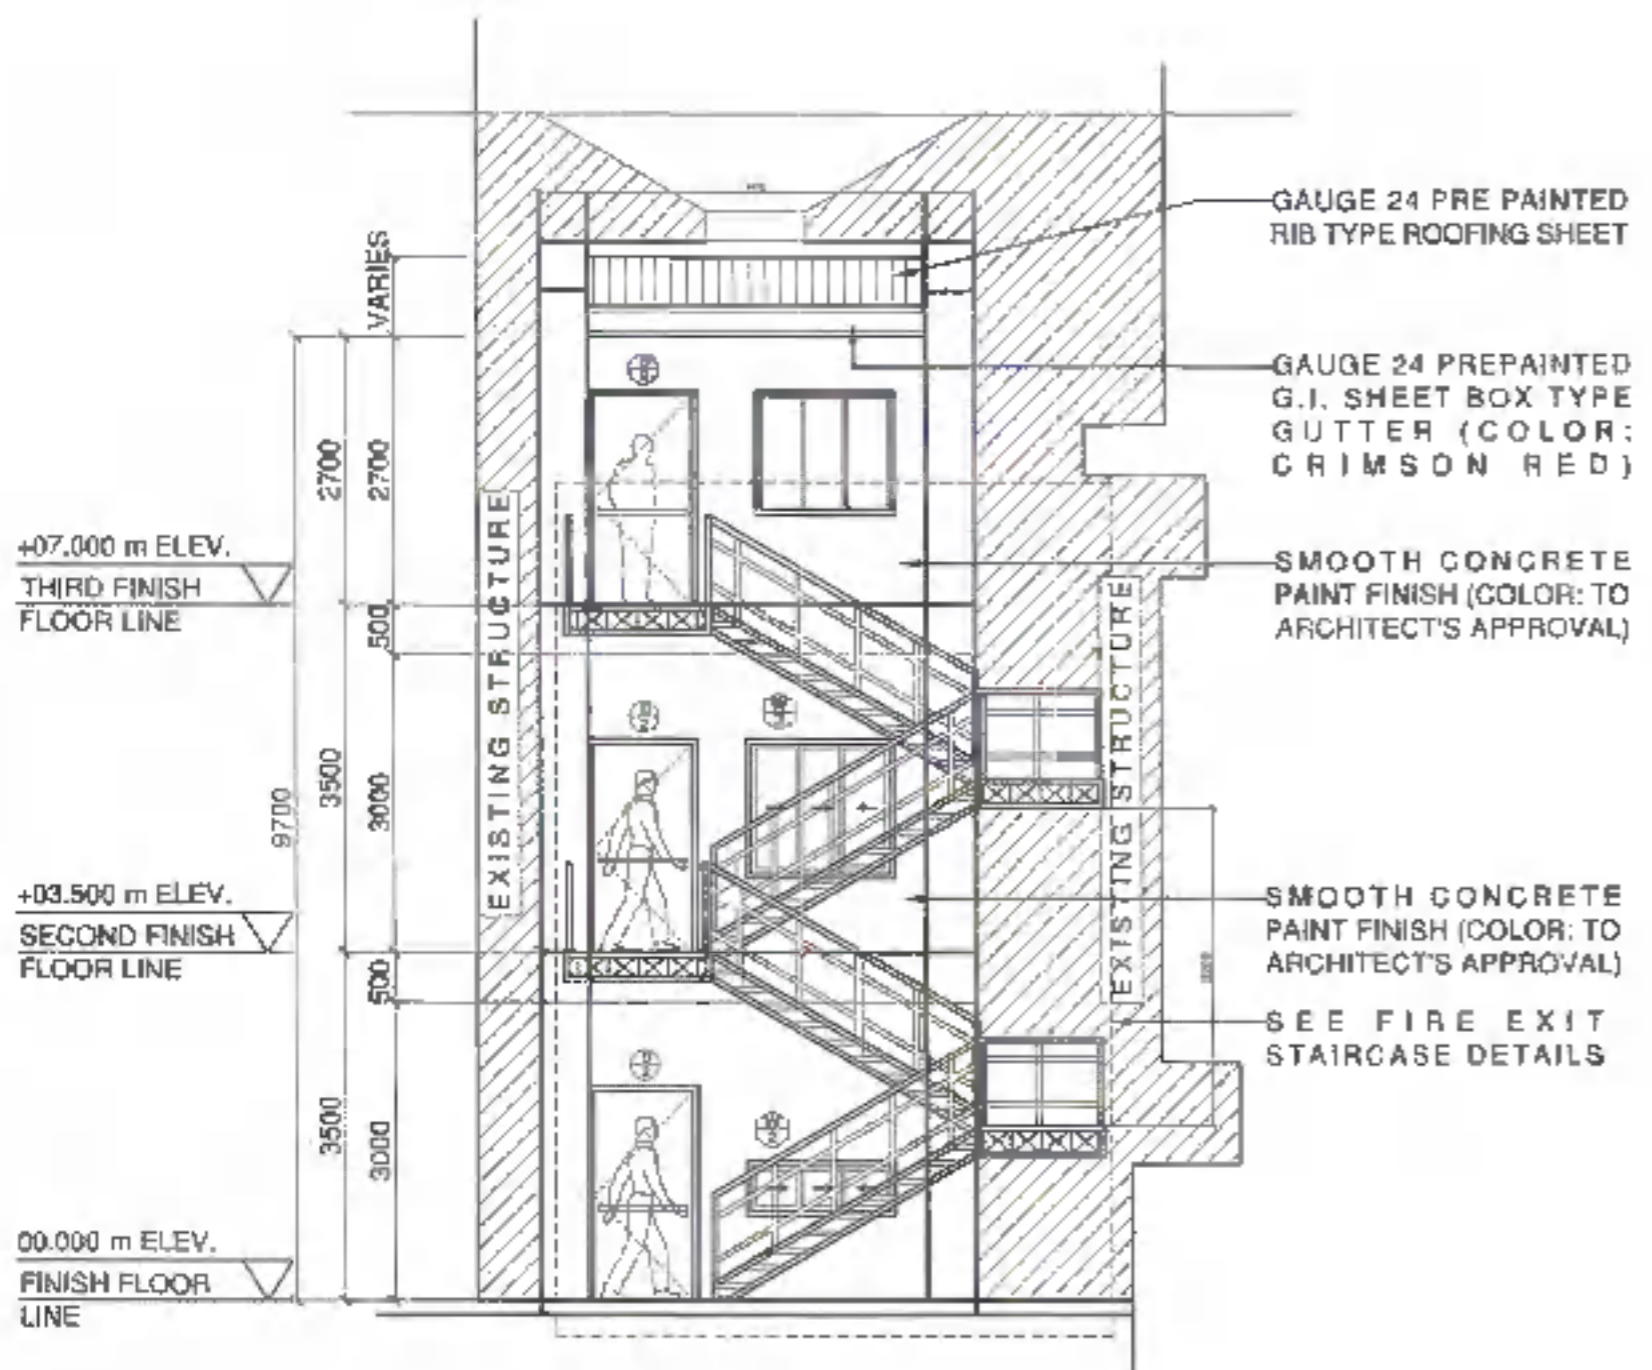 GAUGE 24 PRE PAINTED
RIB TYPE ROOFING SHEET
VARIES
GAUGE 24 PREPAINTED
G.I. SHEET BOX TYPE
GUTTER (COLOR:
CRIMSON RED)
2700
2700
EXISTING STRUCTURE
+07.000 m ELEV.
THIRD FINISH
FLOOR LINE
SMOOTH CONCRETE
PAINT FINISH (COLOR: TO
ARCHITECT'S APPROVAL)
500
EXISTING STRUCTURE
3500
3000
9700
+03.500 m ELEV.
SECOND FINISH
FLOOR LINE
SMOOTH CONCRETE
PAINT FINISH (COLOR: TO
ARCHITECT'S APPROVAL)
500
SEE FIRE EXIT
STAIRCASE DETAILS
3500
3000
00.000 m ELEV.
FINISH FLOOR
LINE